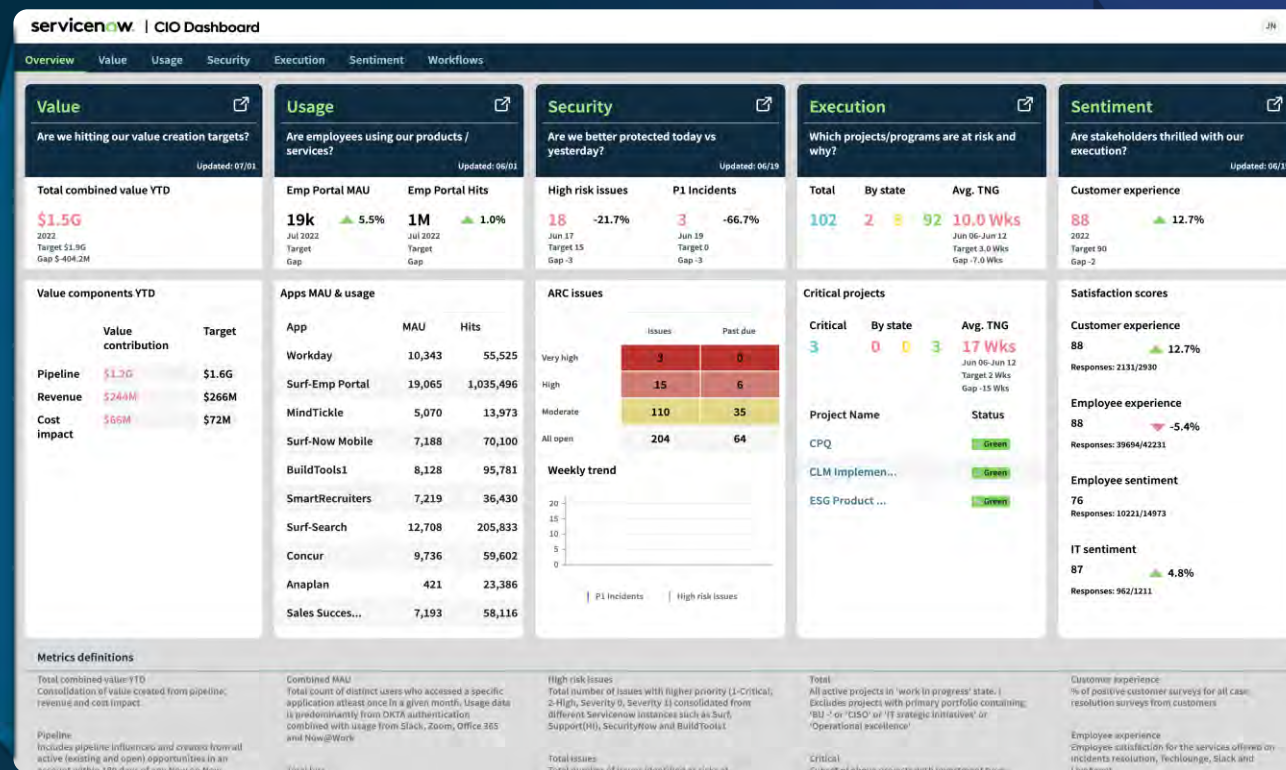 servicenow. | CIO Dashboard
JN
Overview Value Usage Security Execution Sentiment Workflows
Value
Are we hitting our value creation targets?
Updated: 07/01
Total combined value YTD
$1.5G
2022
Target $1.9G
Gap $-404.2M
Value components YTD
Value contribution Target
Pipeline $1.2G $1.6G
Revenue $244M $266M
Cost impact $66M $72M
Usage
Are employees using our products /
services?
Updated: 06/01
Emp Portal MAU Emp Portal Hits
19k 5.5% 1M 1.0%
Jul 2022 Jul 2022
Target Target
Gap Gap
Apps MAU & usage
App MAU Hits
Workday 10,343 55,525
Surf-Emp Portal 19,065 1,035,496
MindTickle 5,070 13,973
Surf-Now Mobile 7,188 70,100
BuildTools1 8,128 95,781
SmartRecruiters 7,219 36,430
Surf-Search 12,708 205,833
Concur 9,736 59,602
Anaplan 421 23,386
Sales Succes... 7,193 58,116
Security
Are we better protected today vs
yesterday?
Updated: 06/19
High risk issues P1 Incidents
18 -21.7% 3 -66.7%
Jun 17 Jun 19
Target 15 Target 0
Gap -3 Gap -3
ARC issues
Issues Past due
Very high 3 0
High 15 6
Moderate 110 35
All open 204 64
Weekly trend
20
15
10
5
0
P1 Incidents High risk issues
Execution
Which projects/programs are at risk and
why?
Total By state Avg. TNG
102 2 8 92 10.0 Wks
Jun 06-Jun 12
Target 3.0 Wks
Gap -7.0 Wks
Critical projects
Critical By state Avg. TNG
3 0 0 3 17 Wks
Jun 06-Jun 12
Target 2 Wks
Gap -15 Wks
Project Name Status
CPQ Green
CLM Implemen... Green
ESG Product ... Green
Sentiment
Are stakeholders thrilled with our
execution?
Updated: 06/1
Customer experience
88 12.7%
2022
Target 90
Gap -2
Satisfaction scores
Customer experience
88 12.7%
Responses: 2131/2930
Employee experience
88 -5.4%
Responses: 39694/42231
Employee sentiment
76
Responses: 10221/14973
IT sentiment
87 4.8%
Responses: 962/1211
Metrics definitions
Total combined value YTD
Consolidation of value created from pipeline,
revenue and cost impact
Pipeline
Includes pipeline influenced and created from all
active (existing and open) opportunities in an
Combined MAU
Total count of distinct users who accessed a specific
application atleast once in a given month. Usage data
is predominantly from OKTA authentication
combined with usage from Slack, Zoom, Office 365
and Now@Work
High risk issues
Total number of issues with higher priority (1-Critical,
2-High, Severity 0, Severity 1) consolidated from
different Servicenow instances such as Surf,
Support(HI), SecurityNow and BuildTools1
Total issues
Total
All active projects in 'work in progress' state. |
Excludes projects with primary portfolio containing
'BU -' or 'CISO' or 'IT srategic initiatives' or
'Operational excellence'
Critical
Customer experience
% of positive customer surveys for all case
resolution surveys from customers
Employee experience
Employee satisfaction for the services offered on
incidents resolution, Techlounge, Slack and